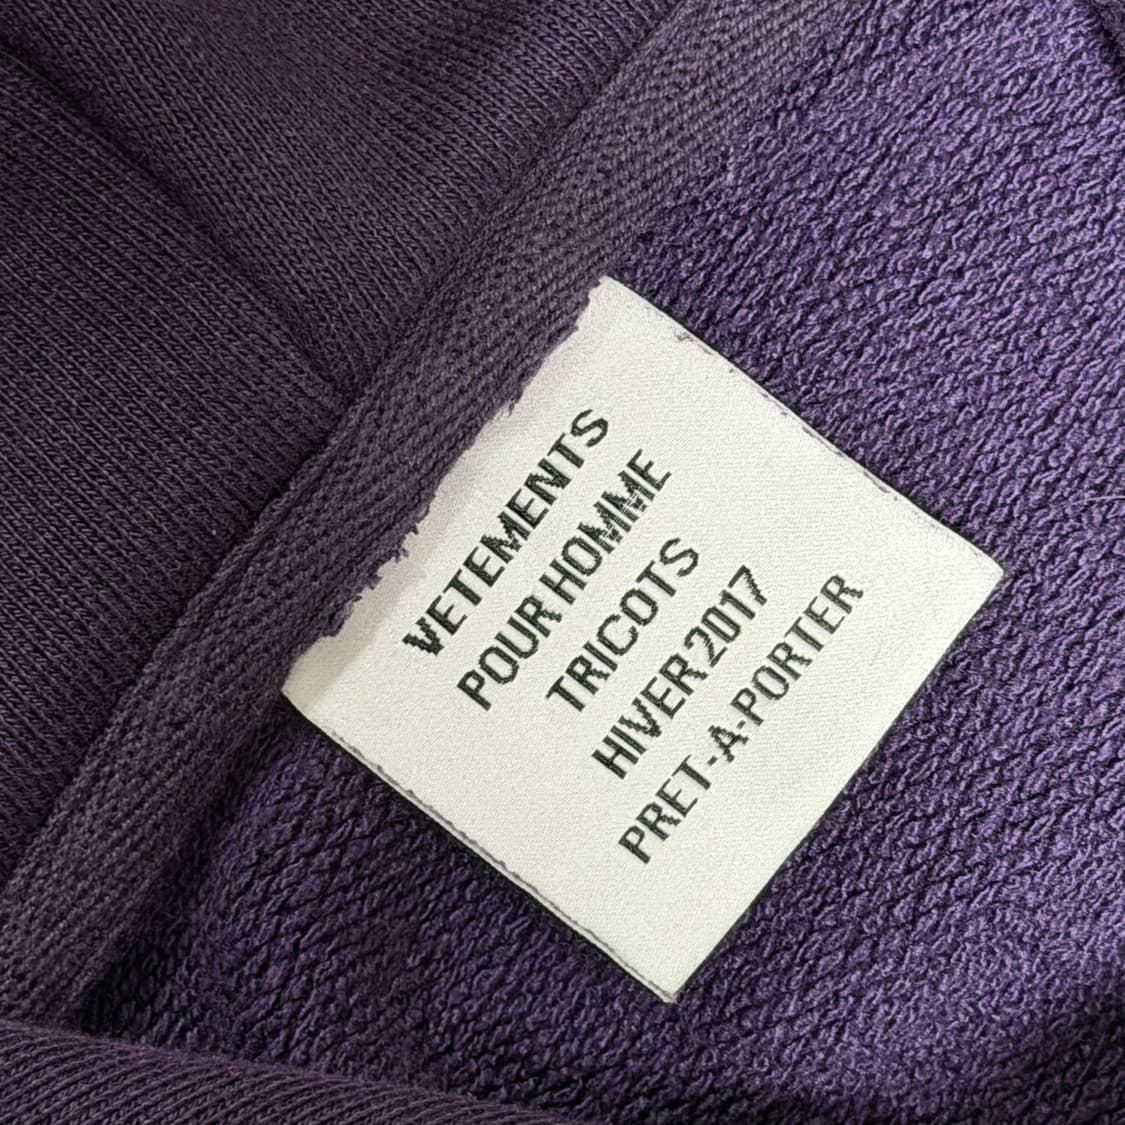 VETEMENTS
POUR HOMME
TRICOTS
HIVER 2017
PRET-A-PORTER